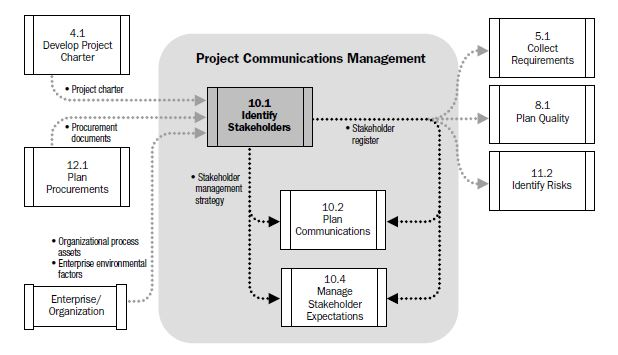 4.1
Develop Project
Charter
Project Communications Management
5.1
Collect
Requirements
• Project charter
10.1
Identify
Stakeholders
8.1
Plan Quality
• Procurement
documents
• Stakeholder
register
12.1
Plan
Procurements
• Stakeholder
management
strategy
11.2
Identify Risks
10.2
Plan
Communications
• Organizational process
assets
• Enterprise environmental
factors
10.4
Manage
Stakeholder
Expectations
Enterprise/
Organization